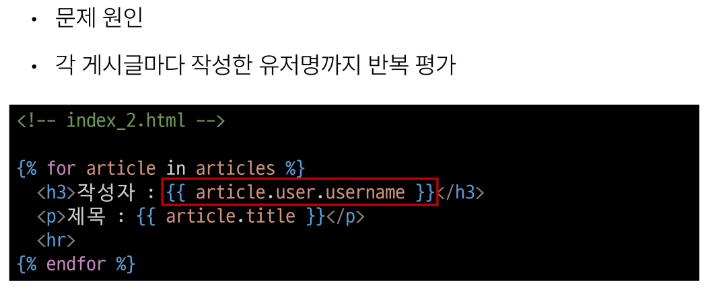 • 문제 원인
• 각 게시글마다 작성한 유저명까지 반복 평가
<!-- index_2.html -->
{% for article in articles %}
<h3>작성자 : {{ article.user.username }}</h3>
<p>제목 : {{ article.title }}</p>
<hr>
{% endfor %}